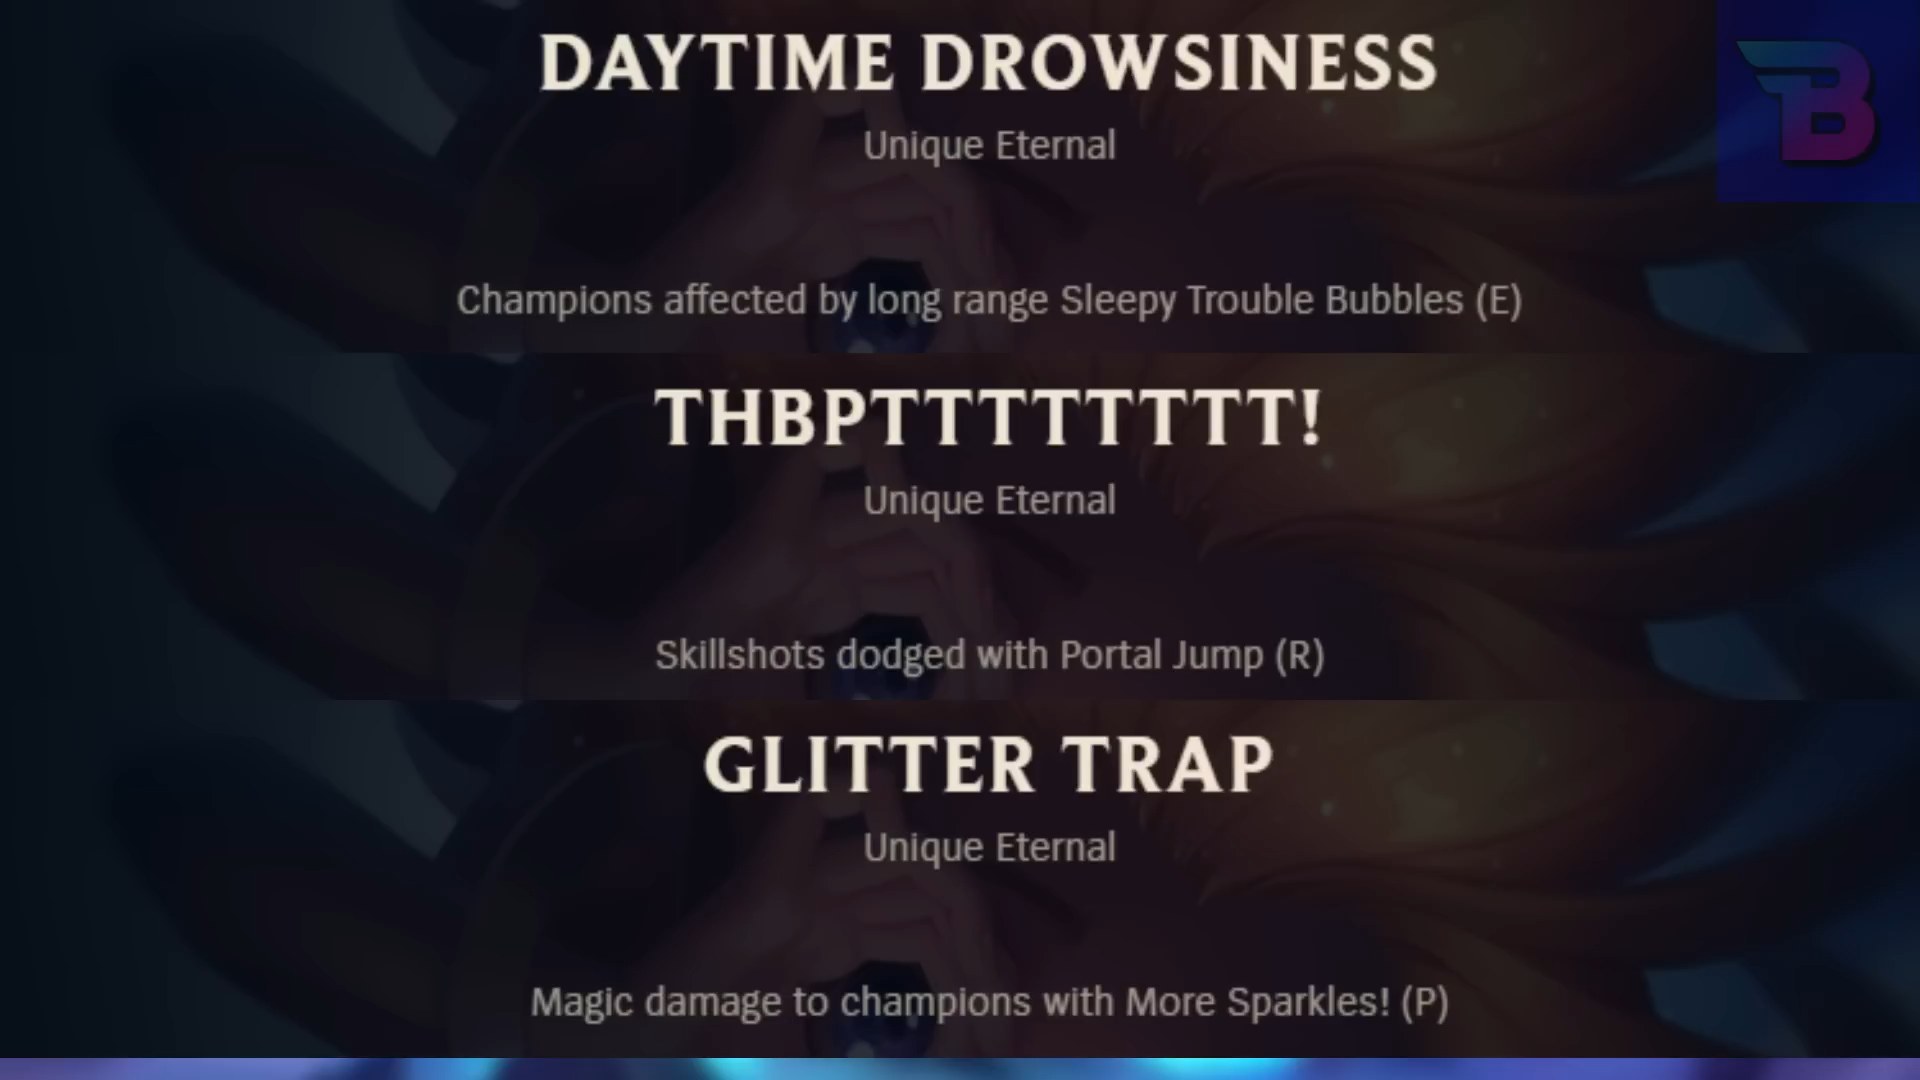 DAYTIME DROWSINESS
Unique Eternal
Champions affected by long range Sleepy Trouble Bubbles (E)
THBPTTTTTTTTT!
Unique Eternal
Skillshots dodged with Portal Jump (R)
GLITTER TRAP
Unique Eternal
Magic damage to champions with More Sparkles! (P)
B